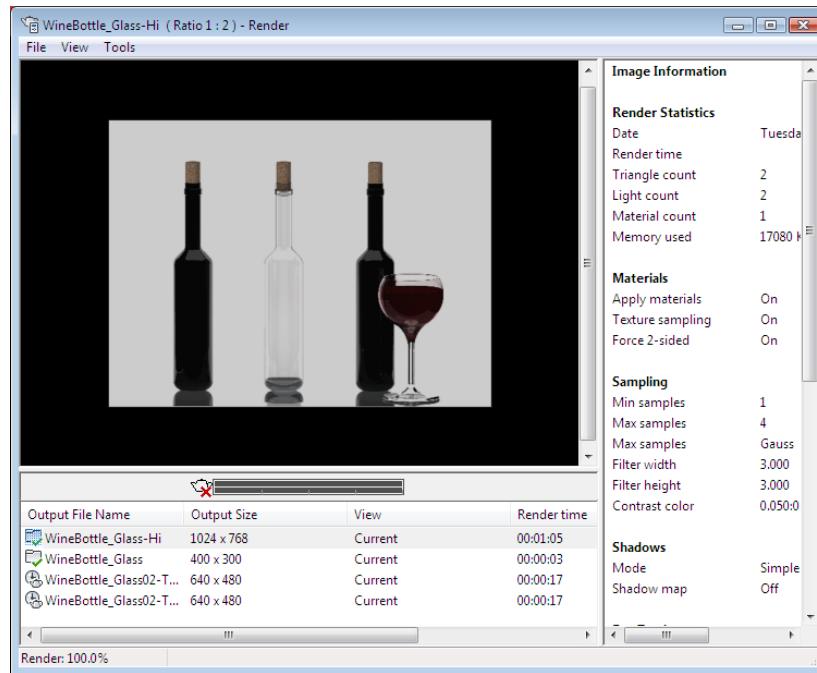 WineBottle_Glass-Hi ( Ratio 1 : 2 ) - Render
File View Tools
Image Information
Render Statistics
Date Tuesda
Render time
Triangle count 2
Light count 2
Material count 1
Memory used 17080 K
Materials
Apply materials On
Texture sampling On
Force 2-sided On
Sampling
Min samples 1
Max samples 4
Max samples Gauss
Filter width 3.000
Filter height 3.000
Contrast color 0.050:0
Shadows
Mode Simple
Shadow map Off
Output File Name Output Size View Render time
WineBottle_Glass-Hi 1024 x 768 Current 00:01:05
WineBottle_Glass 400 x 300 Current 00:00:03
WineBottle_Glass02-T... 640 x 480 Current 00:00:17
WineBottle_Glass02-T... 640 x 480 Current 00:00:17
Render: 100.0%